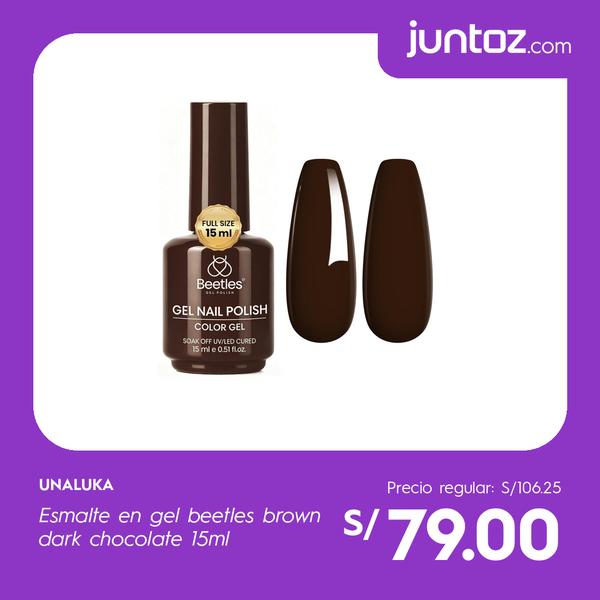 juntoz.com
FULL SIZE
15 ml
Beetles®
GEL POLISH
GEL NAIL POLISH
COLOR GEL
SOAK OFF UV/LED CURED
15 ml e 0.51 fl.oz.
UNALUKA
Esmalte en gel beetles brown
dark chocolate 15ml
Precio regular: S/106.25
S/79.00